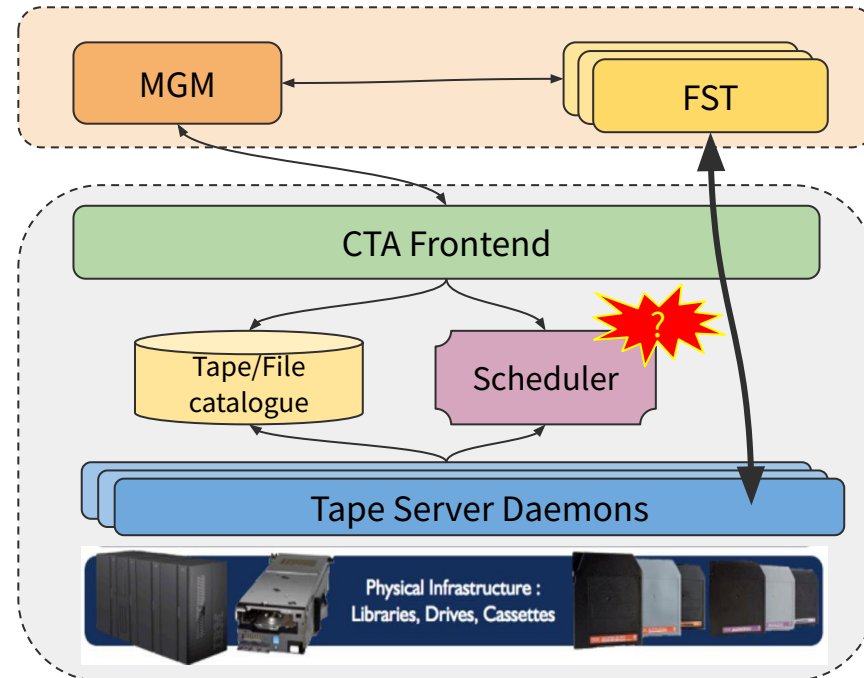 MGM
FST
CTA Frontend
?
Tape/File
catalogue
Scheduler
Tape Server Daemons
Physical Infrastructure :
Libraries, Drives, Cassettes